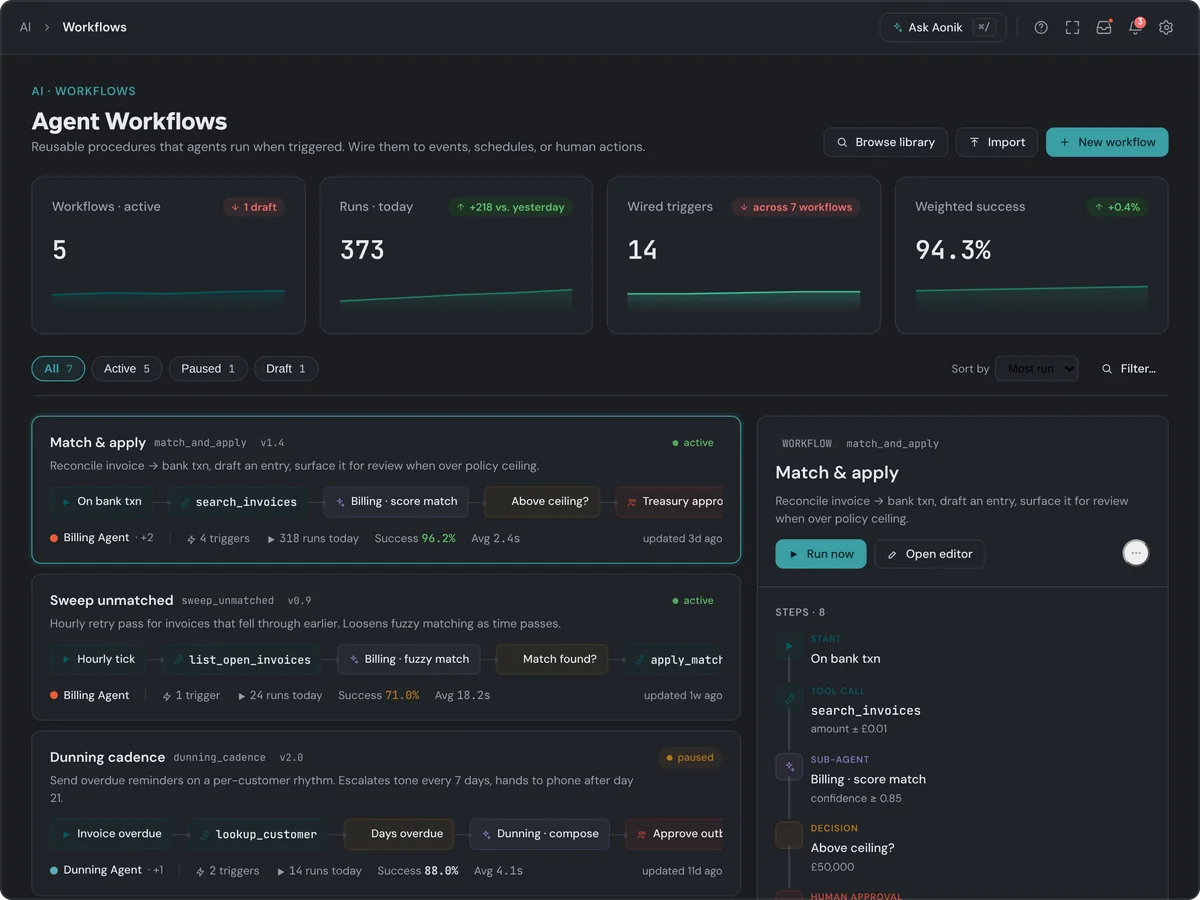 AI > Workflows
Ask Aonik ⌘/
3
AI · WORKFLOWS
Agent Workflows
Reusable procedures that agents run when triggered. Wire them to events, schedules, or human actions.
Browse library
Import
+ New workflow
Workflows · active
↓ 1 draft
5
Runs · today
↑ +218 vs. yesterday
373
Wired triggers
↓ across 7 workflows
14
Weighted success
↑ +0.4%
94.3%
All 7
Active 5
Paused 1
Draft 1
Sort by
Most run
Filter...
Match & apply match_and_apply v1.4
active
Reconcile invoice → bank txn, draft an entry, surface it for review when over policy ceiling.
On bank txn
search_invoices
Billing · score match
Above ceiling?
Treasury appro
Billing Agent · +2
4 triggers
318 runs today
Success 96.2%
Avg 2.4s
updated 3d ago
Sweep unmatched sweep_unmatched v0.9
active
Hourly retry pass for invoices that fell through earlier. Loosens fuzzy matching as time passes.
Hourly tick
list_open_invoices
Billing · fuzzy match
Match found?
apply_match
Billing Agent
1 trigger
24 runs today
Success 71.0%
Avg 18.2s
updated 1w ago
Dunning cadence dunning_cadence v2.0
paused
Send overdue reminders on a per-customer rhythm. Escalates tone every 7 days, hands to phone after day
21.
Invoice overdue
lookup_customer
Days overdue
Dunning · compose
Approve outb
Dunning Agent · +1
2 triggers
14 runs today
Success 88.0%
Avg 4.1s
updated 11d ago
WORKFLOW match_and_apply
Match & apply
Reconcile invoice → bank txn, draft an entry, surface it for review
when over policy ceiling.
Run now
Open editor
STEPS · 8
START
On bank txn
TOOL CALL
search_invoices
amount ± £0.01
SUB-AGENT
Billing · score match
confidence ≥ 0.85
DECISION
Above ceiling?
£50,000
HUMAN APPROVAL